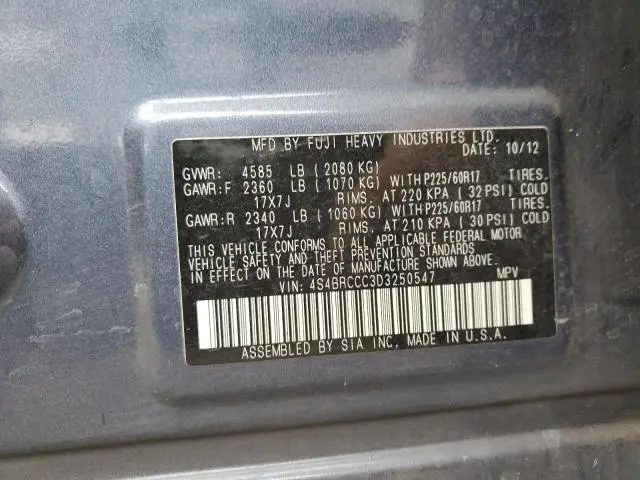 MFD BY FUJI HEAVY INDUSTRIES LTD.
DATE: 10/12
GVWR: 4585 LB ( 2080 KG)
GAWR:F 2360 LB ( 1070 KG) WITH P225/60R17 TIRES.
17X7J RIMS, AT 220 KPA ( 32 PSI) COLD
GAWR:R 2340 LB ( 1060 KG) WITH P225/60R17 TIRES.
17X7J RIMS, AT 210 KPA ( 30 PSI) COLD
THIS VEHICLE CONFORMS TO ALL APPLICABLE FEDERAL MOTOR
VEHICLE SAFETY BUMPER, AND THEFT PREVENTION STANDARDS
IN EFFECT ON THE DATE OF MANUFACTURE SHOWN ABOVE.
VIN: 4S4BRCCC3D3250547 MPV
ASSEMBLED BY SIA INC. MADE IN U.S.A.